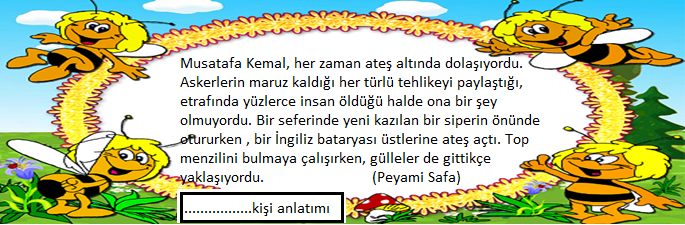 Musatafa Kemal, her zaman ateş altında dolaşıyordu.
Askerlerin maruz kaldığı her türlü tehlikeyi paylaştığı,
etrafında yüzlerce insan öldüğü halde ona bir şey
olmuyordu. Bir seferinde yeni kazılan bir siperin önünde
otururken , bir İngiliz bataryası üstlerine ateş açtı. Top
menzilini bulmaya çalışırken, gülleler de gittikçe
yaklaşıyordu. (Peyami Safa)
.................kişi anlatımı